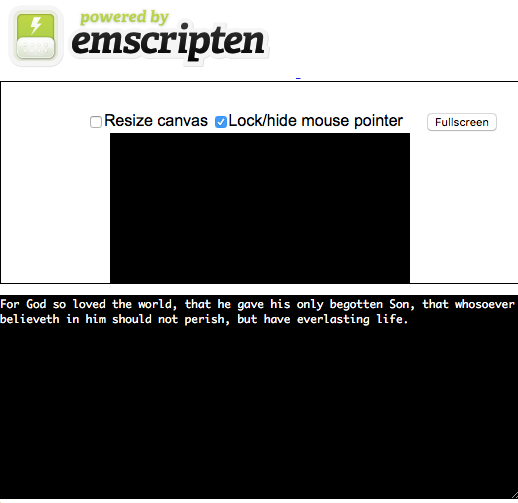 powered by
emscripten
Resize canvas Lock/hide mouse pointer Fullscreen
For God so loved the world, that he gave his only begotten Son, that whosoever
believeth in him should not perish, but have everlasting life.